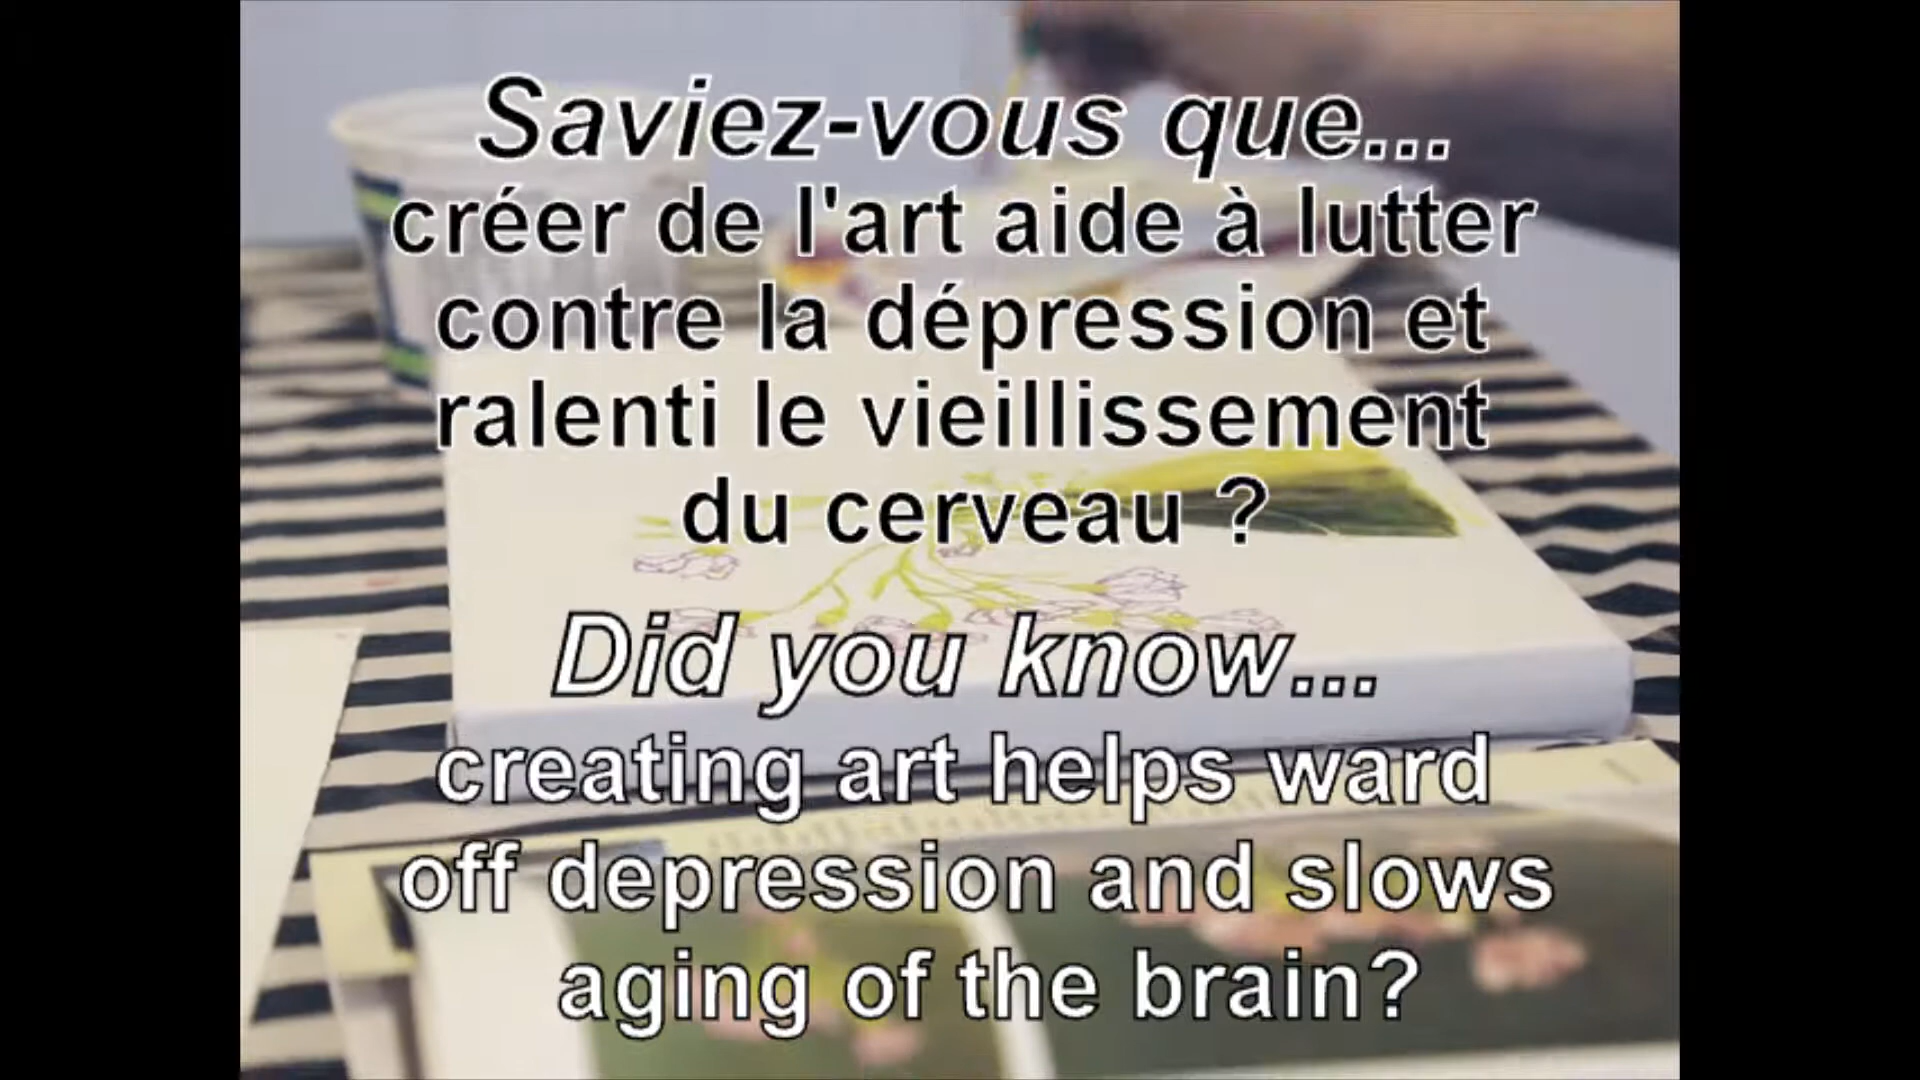 Saviez-vous que...
créer de l'art aide à lutter
contre la dépression et
ralenti le vieillissement
du cerveau ?
Did you know...
creating art helps ward
off depression and slows
aging of the brain?